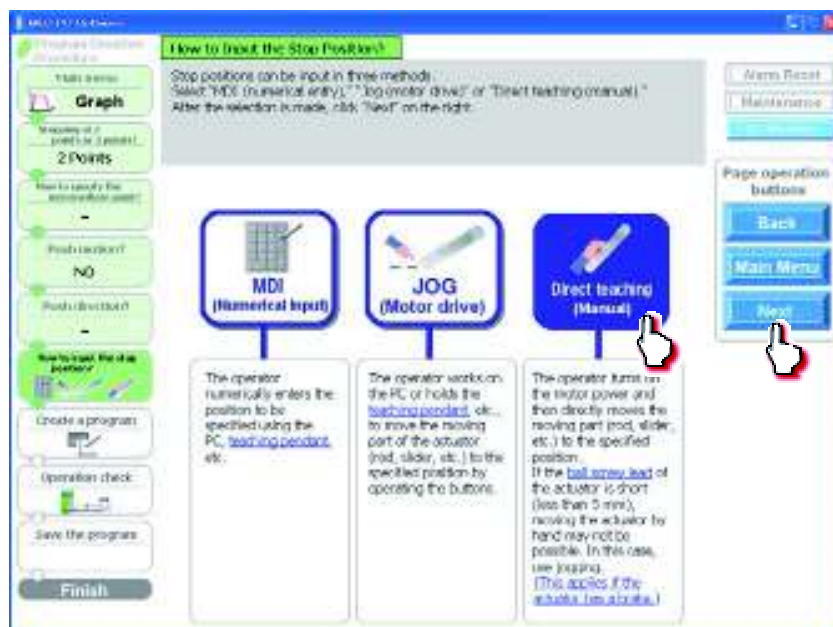 How to Input the Stop Position?
Stop positions can be input in three methods.
Select "MDI (numerical entry)," "Jog (motor drive)" or "Direct teaching (manual)."
After the selection is made, click "Next" on the right.
Main menu
Graph
2 Points
-
Push motion?
NO
Push direction?
-
How to input the stop
position?
Create a program
Operation check
Save the program
Finish
MDI
(Numerical Input)
The operator
numerically enters the
position to be
specified using the
PC, teaching pendant,
etc.
JOG
(Motor drive)
The operator works on
the PC or holds the
teaching pendant, etc.,
to move the moving
part of the actuator
(rod, slider, etc.) to the
specified position by
operating the buttons.
Direct teaching
(Manual)
The operator turns on
the motor power and
then directly moves the
moving part (rod, slider,
etc.) to the specified
position.
If the ball screw lead of
the actuator is short
(less than 5 mm),
moving the actuator by
hand may not be
possible. In this case,
use jogging.
(This applies if the
actuator has a brake.)
Alarm Reset
Maintenance
Page operation
buttons
Back
Main Menu
Next